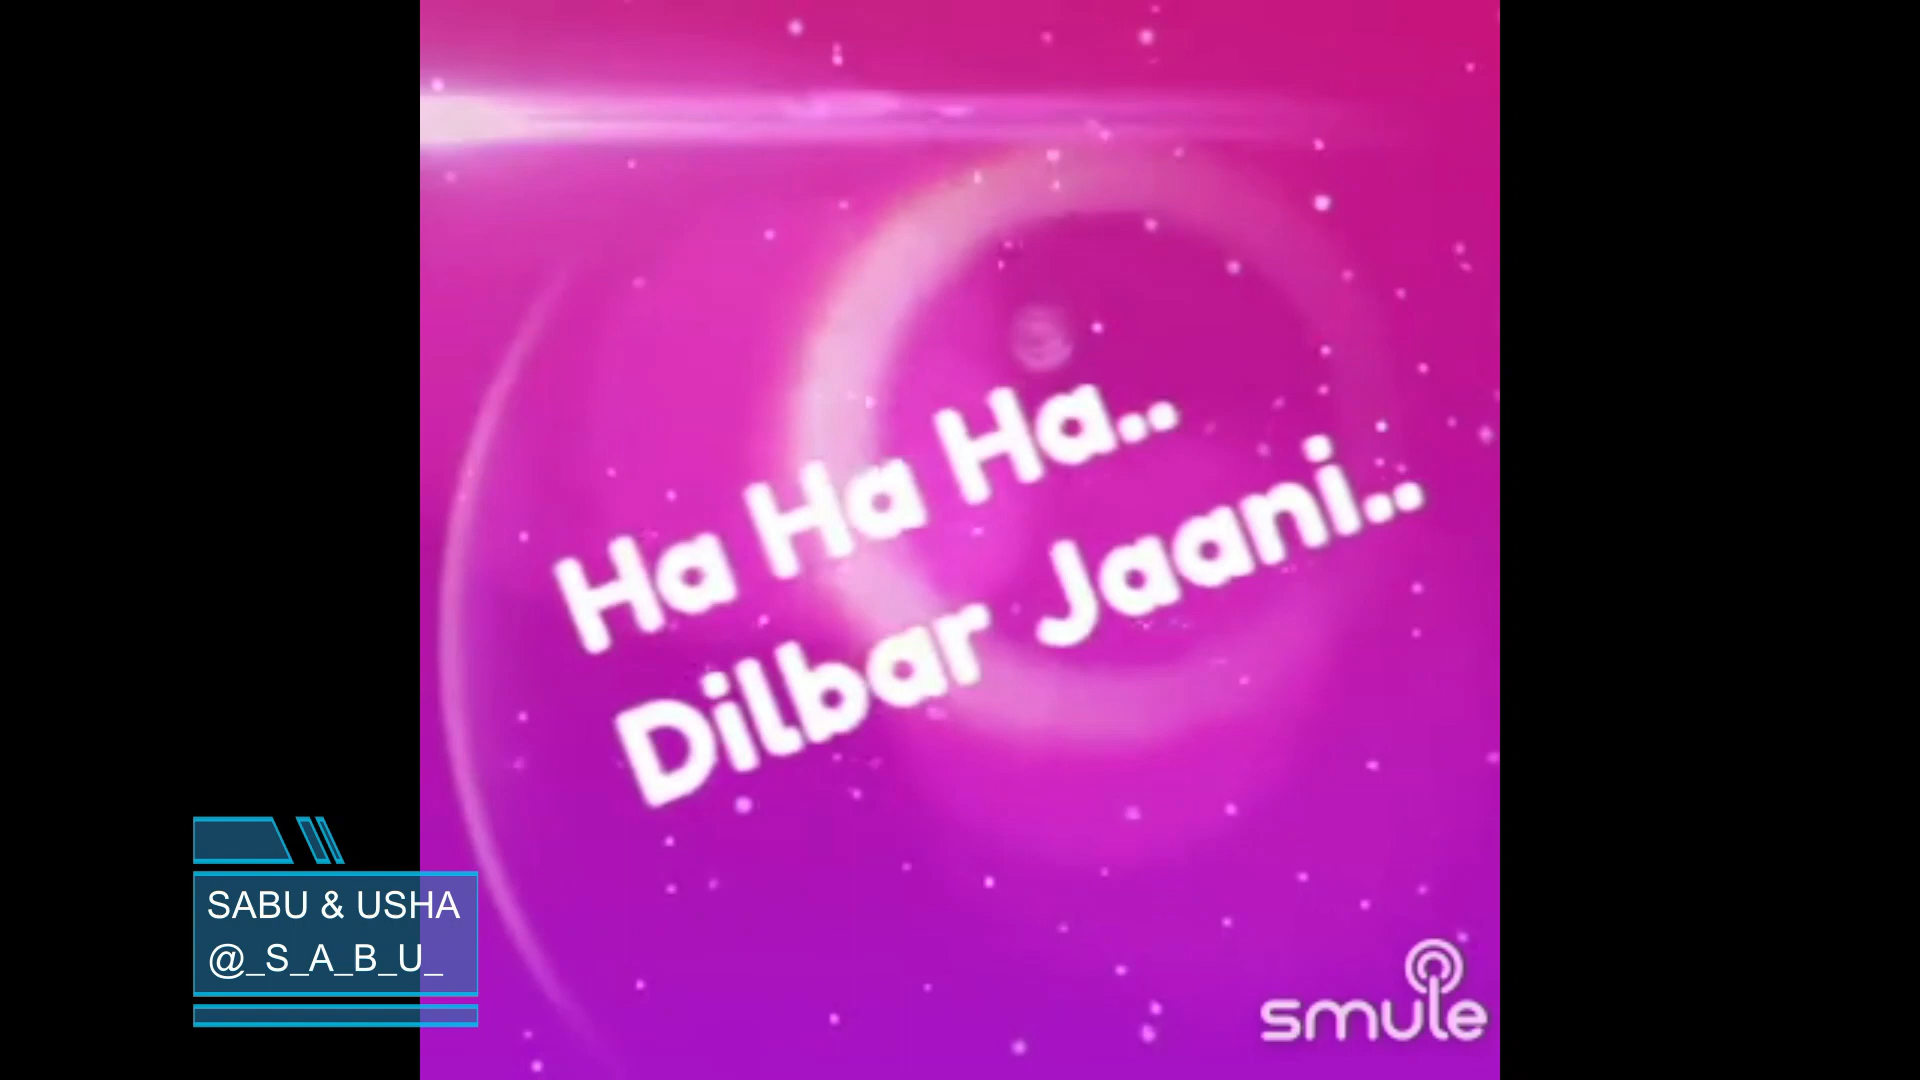 Ha Ha Ha..
Dilbar Jaani..
SABU & USHA
@_S_A_B_U_
smule